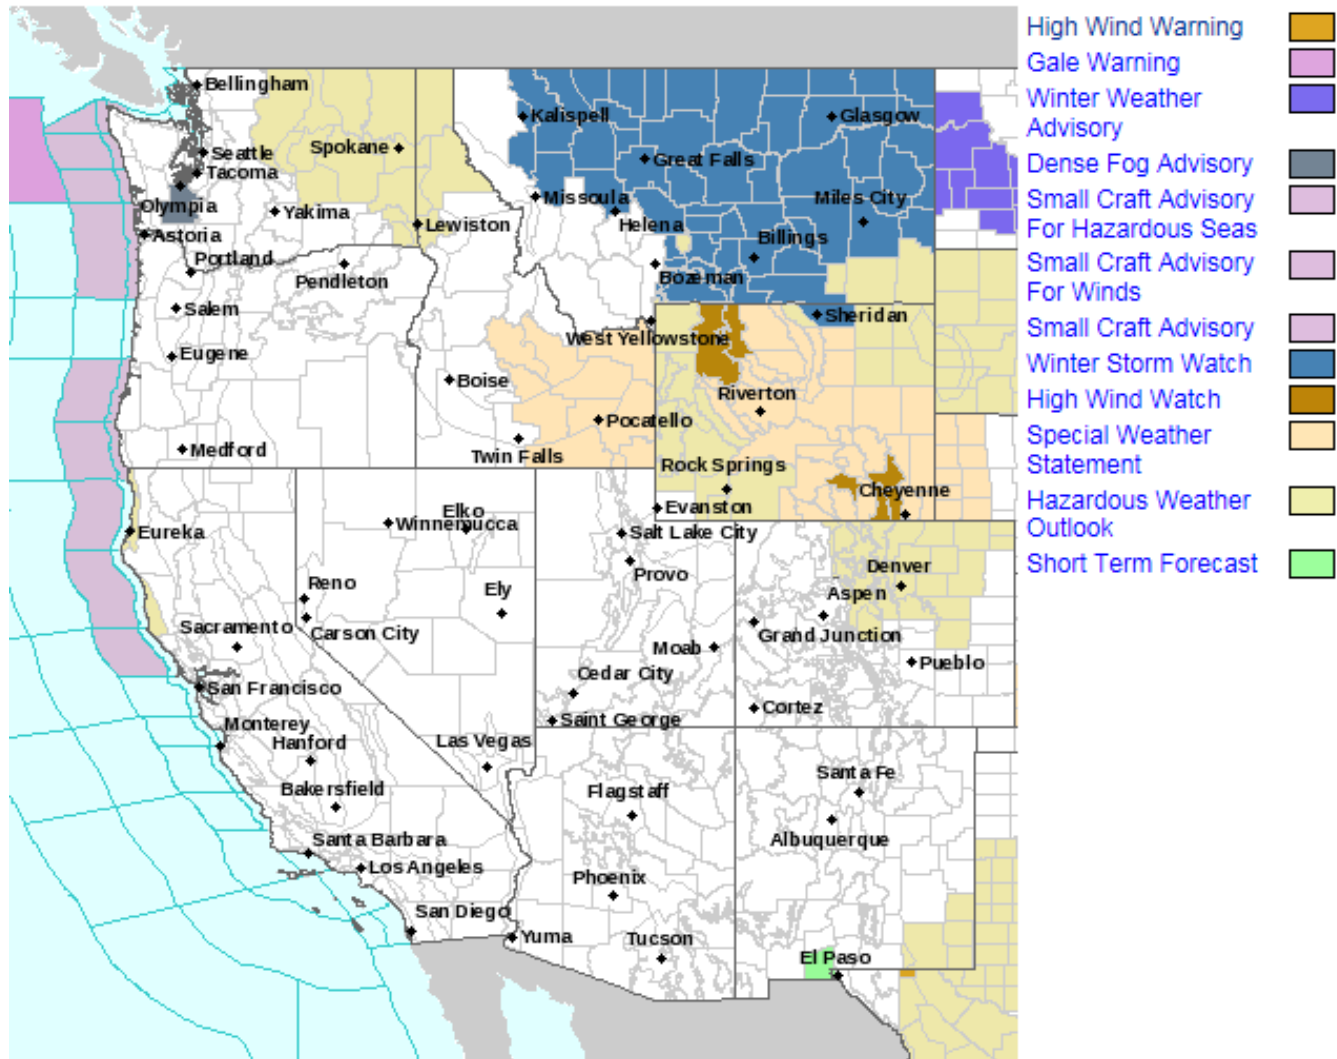 High Wind Warning
Gale Warning
Winter Weather
Advisory
Dense Fog Advisory
Small Craft Advisory
For Hazardous Seas
Small Craft Advisory
For Winds
Small Craft Advisory
Winter Storm Watch
High Wind Watch
Special Weather
Statement
Hazardous Weather
Outlook
Short Term Forecast
Bellingham
Kalispell
Glasgow
Spokane
Seattle
Great Falls
Tacoma
Olympia
Missoula
Miles City
Yakima
Lewiston
Helena
Astoria
Billings
Portland
Pendleton
Bozeman
Salem
Sheridan
West Yellowstone
Eugene
Boise
Riverton
Pocatello
Medford
Twin Falls
Rock Springs
Cheyenne
Evanston
Elko
Winnemucca
Eureka
Salt Lake City
Provo
Denver
Reno
Ely
Aspen
Sacramento
Carson City
Grand Junction
Moab
Pueblo
Cedar City
San Francisco
Cortez
Saint George
Monterey
Hanford
Las Vegas
Santa Fe
Bakersfield
Flagstaff
Albuquerque
Santa Barbara
Los Angeles
Phoenix
San Diego
Yuma
Tucson
El Paso